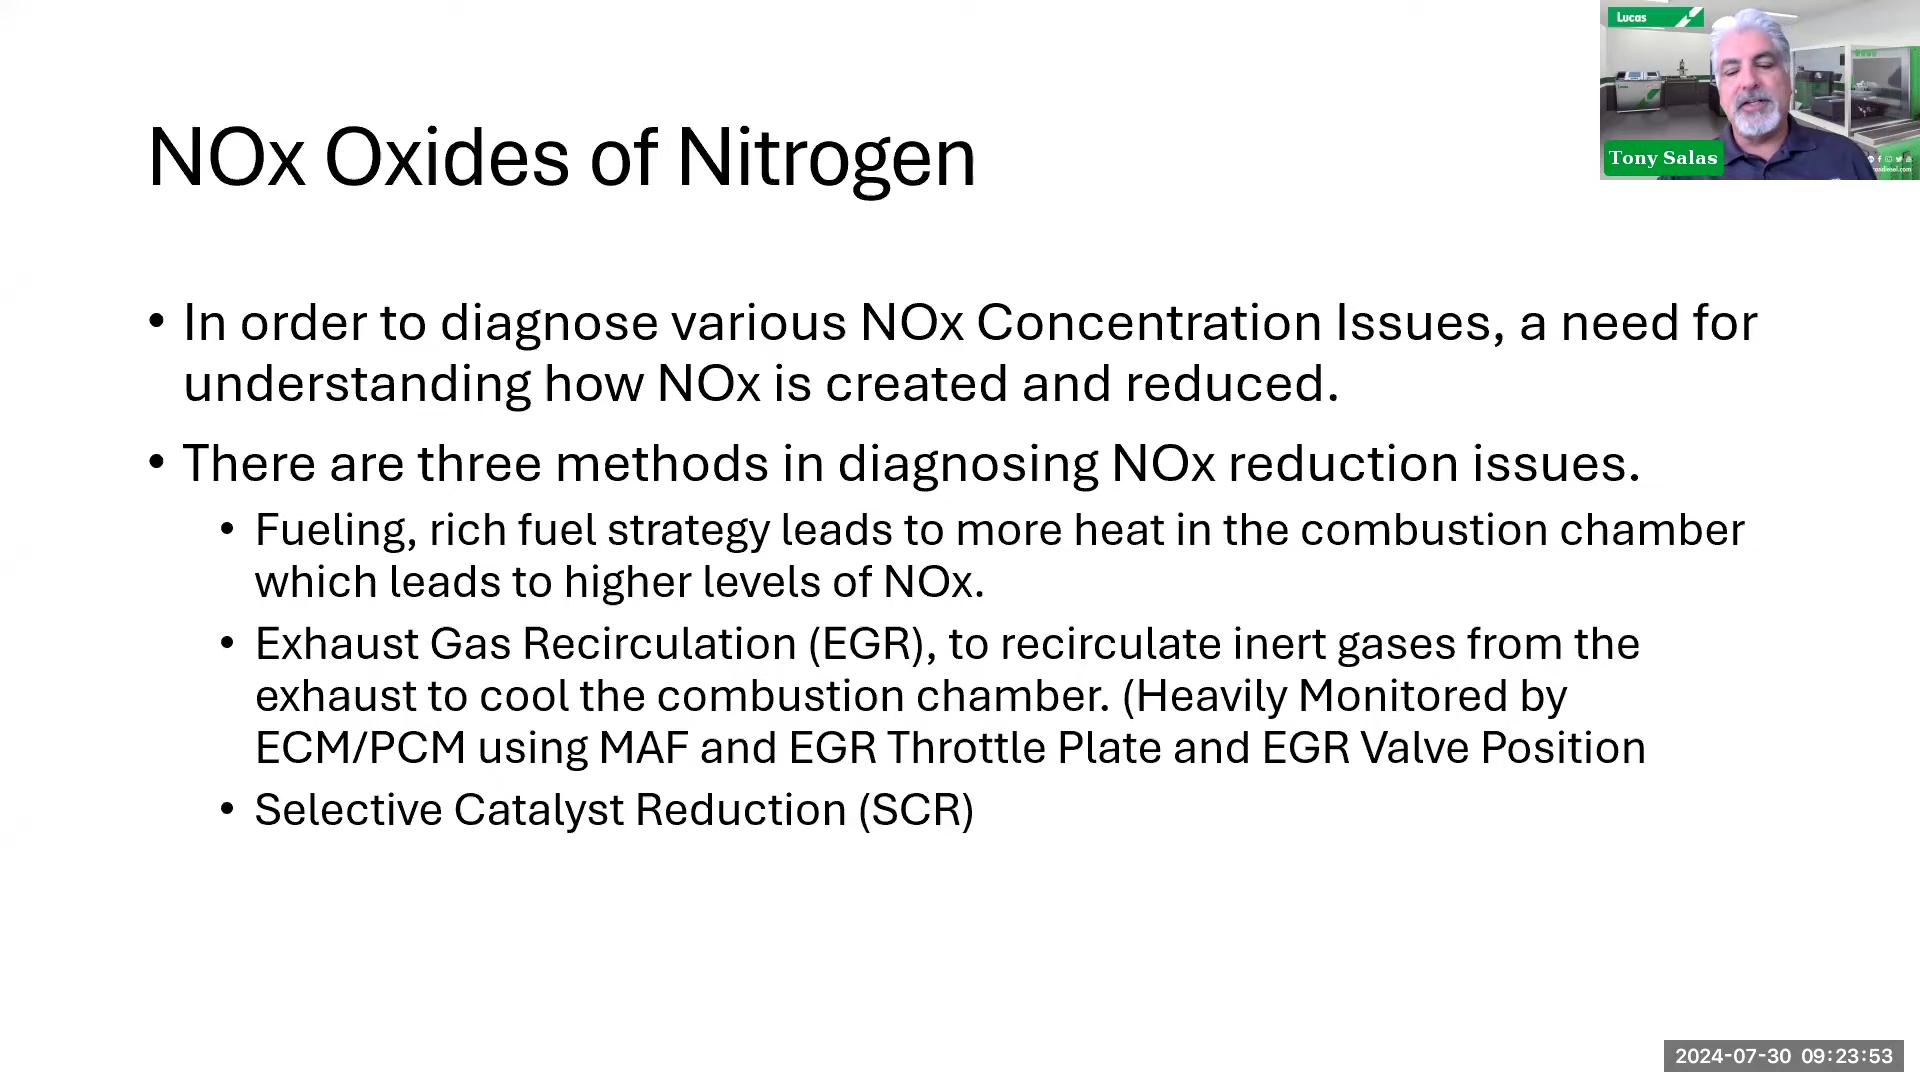 Lucas
Tony Salas
NOx Oxides of Nitrogen
• In order to diagnose various NOx Concentration Issues, a need for
understanding how NOx is created and reduced.
• There are three methods in diagnosing NOx reduction issues.
• Fueling, rich fuel strategy leads to more heat in the combustion chamber
which leads to higher levels of NOx.
• Exhaust Gas Recirculation (EGR), to recirculate inert gases from the
exhaust to cool the combustion chamber. (Heavily Monitored by
ECM/PCM using MAF and EGR Throttle Plate and EGR Valve Position
• Selective Catalyst Reduction (SCR)
2024-07-30 09:23:53